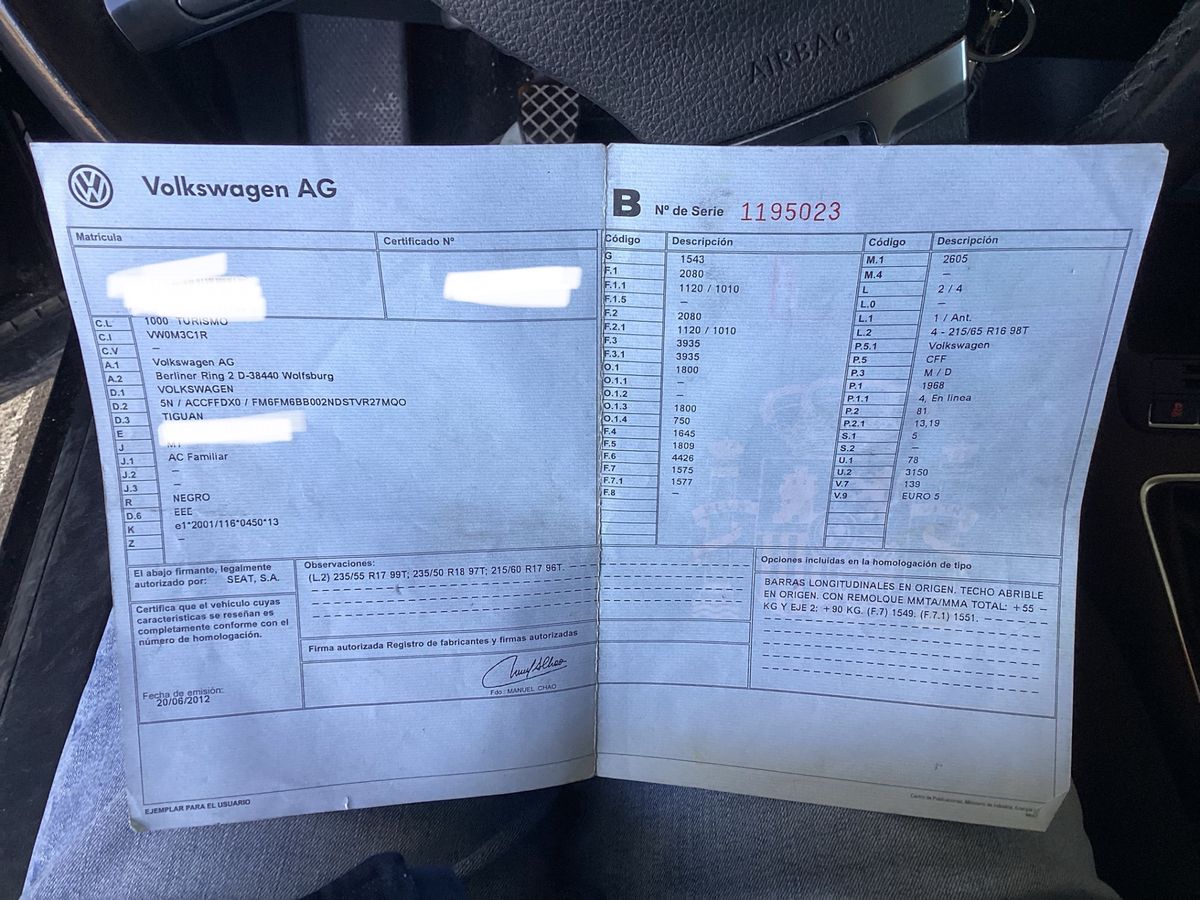 AIRBAG
Volkswagen AG
Matrícula
Certificado Nº
C.L 1000 TURISMO
C.I VW0M3C1R
C.V –
A.1 Volkswagen AG
A.2 Berliner Ring 2 D-38440 Wolfsburg
D.1 VOLKSWAGEN
D.2 5N / ACCFFDX0 / FM6FM6BB002NDSTVR27MQO
D.3 TIGUAN
E
J M1
J.1 AC Familiar
J.2 –
J.3 –
R NEGRO
D.6 EEE
K e1*2001/116*0450*13
Z –
El abajo firmante, legalmente
autorizado por: SEAT, S.A.
Certifica que el vehículo cuyas
características se reseñan es
completamente conforme con el
número de homologación.
Fecha de emisión:
20/06/2012
Observaciones:
(L.2) 235/55 R17 99T; 235/50 R18 97T; 215/60 R17 96T.
Firma autorizada Registro de fabricantes y firmas autorizadas
Fdo.: MANUEL CHAO
EJEMPLAR PARA EL USUARIO
B Nº de Serie 1195023
Código Descripción
G 1543
F.1 2080
F.1.1 1120 / 1010
F.1.5 –
F.2 2080
F.2.1 1120 / 1010
F.3 3935
F.3.1 3935
O.1 1800
O.1.1 –
O.1.2 –
O.1.3 1800
O.1.4 750
F.4 1645
F.5 1809
F.6 4426
F.7 1575
F.7.1 1577
F.8 –
Código Descripción
M.1 2605
M.4 –
L 2 / 4
L.0 –
L.1 1 / Ant.
L.2 4 - 215/65 R16 98T
P.5.1 Volkswagen
P.5 CFF
P.3 M / D
P.1 1968
P.1.1 4, En línea
P.2 81
P.2.1 13,19
S.1 5
S.2 –
U.1 78
U.2 3150
V.7 139
V.9 EURO 5
Opciones incluidas en la homologación de tipo
BARRAS LONGITUDINALES EN ORIGEN. TECHO ABRIBLE
EN ORIGEN. CON REMOLQUE MMTA/MMA TOTAL: +55 –
KG Y EJE 2: +90 KG. (F.7) 1549. (F.7.1) 1551.